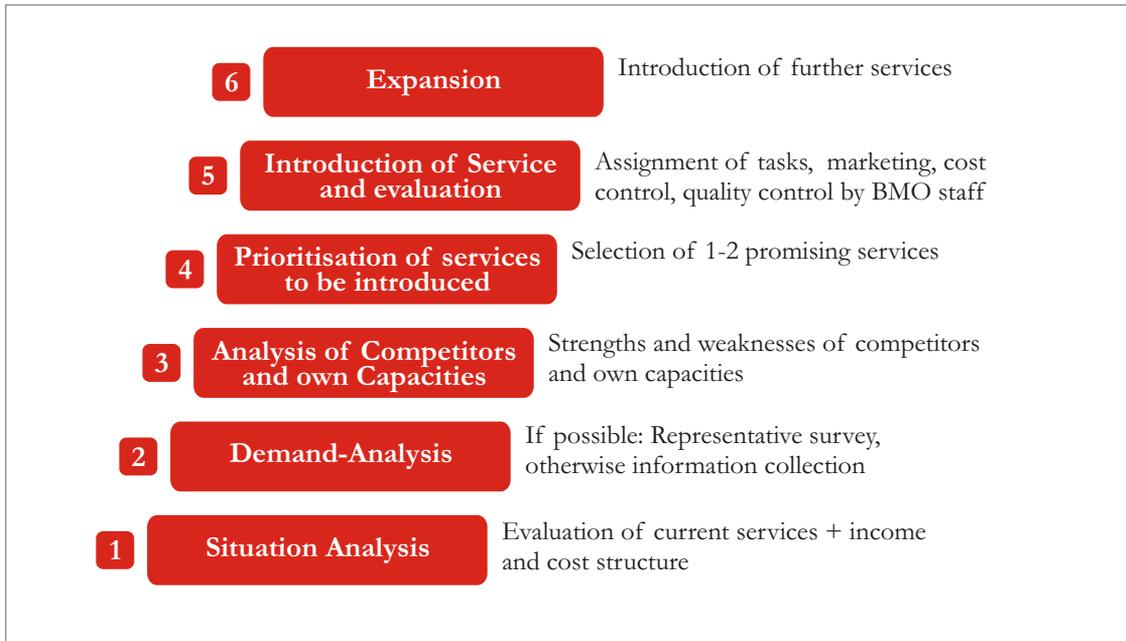 6
Expansion
Introduction of further services
5
Introduction of Service
and evaluation
Assignment of tasks, marketing, cost
control, quality control by BMO staff
4
Prioritisation of services
to be introduced
Selection of 1-2 promising services
3
Analysis of Competitors
and own Capacities
Strengths and weaknesses of competitors
and own capacities
2
Demand-Analysis
If possible: Representative survey,
otherwise information collection
1
Situation Analysis
Evaluation of current services + income
and cost structure